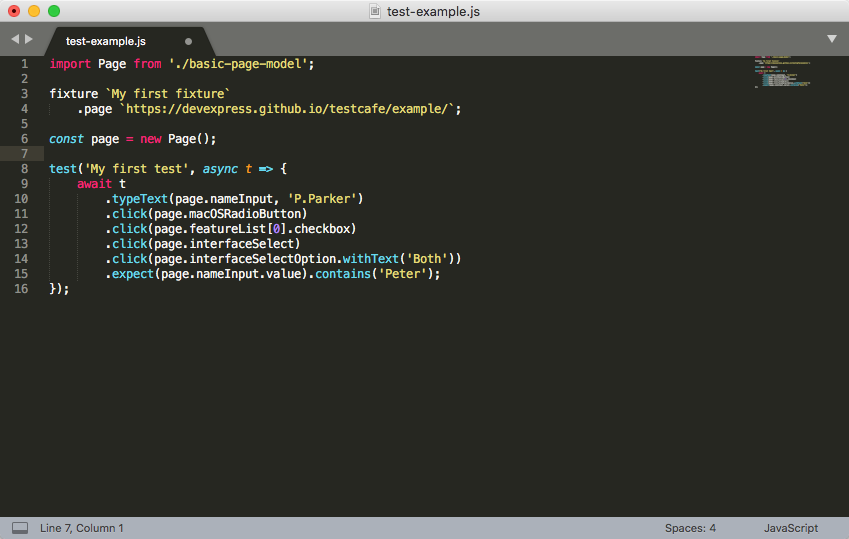 test-example.js
test-example.js
1 import Page from './basic-page-model';
2
3 fixture `My first fixture`
4     .page `https://devexpress.github.io/testcafe/example/`;
5
6 const page = new Page();
7
8 test('My first test', async t => {
9     await t
10         .typeText(page.nameInput, 'P.Parker')
11         .click(page.macOSRadioButton)
12         .click(page.featureList[0].checkbox)
13         .click(page.interfaceSelect)
14         .click(page.interfaceSelectOption.withText('Both'))
15         .expect(page.nameInput.value).contains('Peter');
16 });
Line 7, Column 1 Spaces: 4 JavaScript